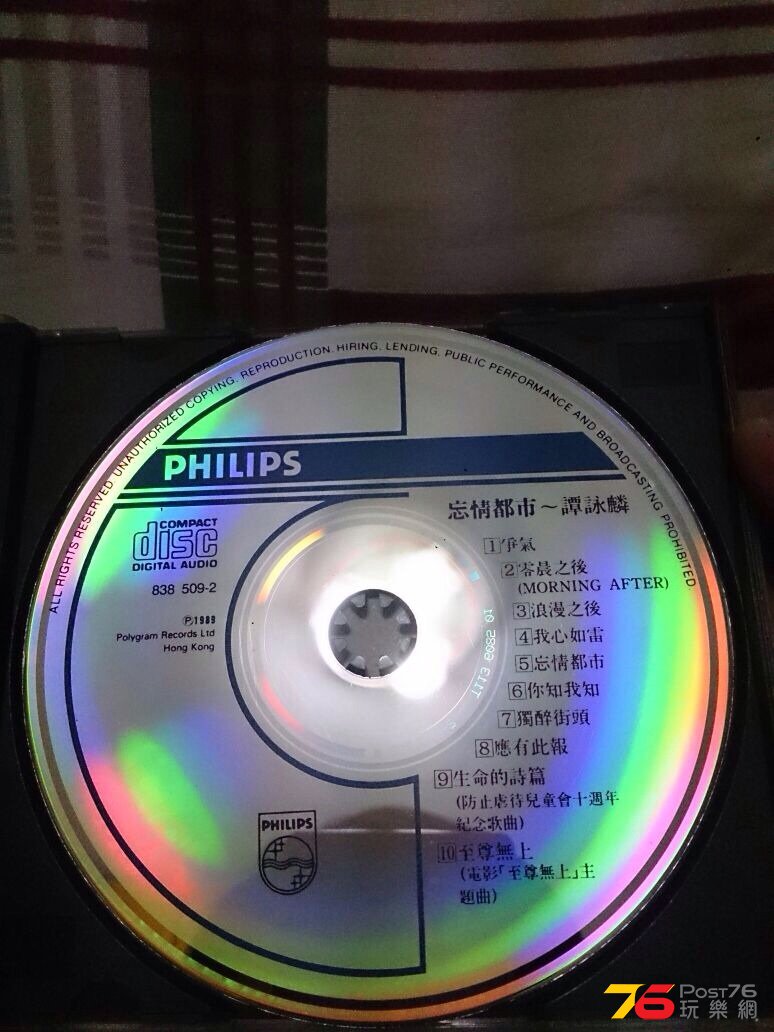 ALL RIGHTS RESERVED UNAUTHORIZED COPYING, REPRODUCTION, HIRING, LENDING, PUBLIC PERFORMANCE AND BROADCASTING PROHIBITED.
PHILIPS
忘情都市～譚詠麟
COMPACT
disc
DIGITAL AUDIO
838 509-2
Ⓟ1989
Polygram Records Ltd
Hong Kong
1 爭氣
2 零晨之後
(MORNING AFTER)
3 浪漫之後
4 我心如雷
5 忘情都市
6 你知我知
7 獨醉街頭
8 應有此報
9 生命的詩篇
(防止虐待兒童會十週年
紀念歌曲)
10 至尊無上
(電影「至尊無上」主
題曲)
PHILIPS
76 Post76
玩樂網